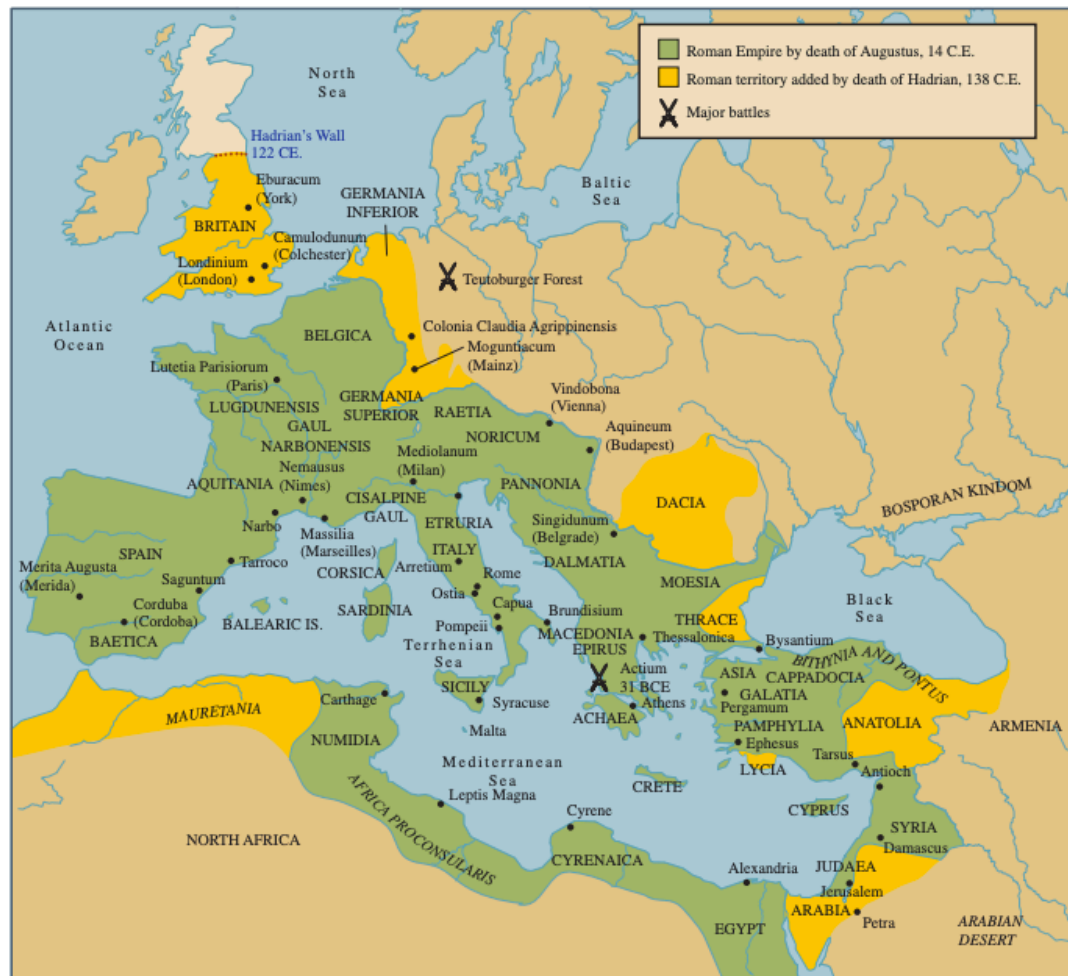 Roman Empire by death of Augustus, 14 C.E.
Roman territory added by death of Hadrian, 138 C.E.
Major battles
North
Sea
Hadrian's Wall
122 CE.
Eburacum
(York)
BRITAIN
GERMANIA
INFERIOR
Baltic
Sea
Camulodunum
(Colchester)
Londinium
(London)
Teutoburger Forest
Atlantic
Ocean
BELGICA
Colonia Claudia Agrippinensis
Moguntiacum
(Mainz)
Lutetia Parisiorum
(Paris)
LUGDUNENSIS
GAUL
NARBONENSIS
GERMANIA
SUPERIOR
RAETIA
NORICUM
Vindobona
(Vienna)
Aquineum
(Budapest)
Mediolanum
(Milan)
AQUITANIA
Nemausus
(Nimes)
CISALPINE
GAUL
PANNONIA
DACIA
BOSPORAN KINDOM
Narbo
Massilia
(Marseilles)
ETRURIA
Singidunum
(Belgrade)
DALMATIA
SPAIN
Tarroco
CORSICA
ITALY
Arretium
MOESIA
Merita Augusta
(Merida)
Saguntum
Rome
Ostia
SARDINIA
Capua
Brundisium
THRACE
Black
Sea
Corduba
(Cordoba)
BALEARIC IS.
Pompeii
MACEDONIA
EPIRUS
Thessalonica
Bysantium
BAETICA
Terrhenian
Sea
BITHYNJA AND PONTUS
Actium
31 BCE
ASIA
CAPPADOCIA
GALATIA
Pergamum
SICILY
Syracuse
Athens
ACHAEA
Carthage
MAURETANIA
Malta
PAMPHYLIA
Ephesus
ANATOLIA
ARMENIA
NUMIDIA
Mediterranean
Sea
LYCIA
Tarsus
Antioch
CRETE
Leptis Magna
AFRICA PROCONSULARIS
Cyrene
CYPRUS
SYRIA
Damascus
NORTH AFRICA
CYRENAICA
Alexandria
JUDAEA
Jerusalem
ARABIA
Petra
EGYPT
ARABIAN
DESERT